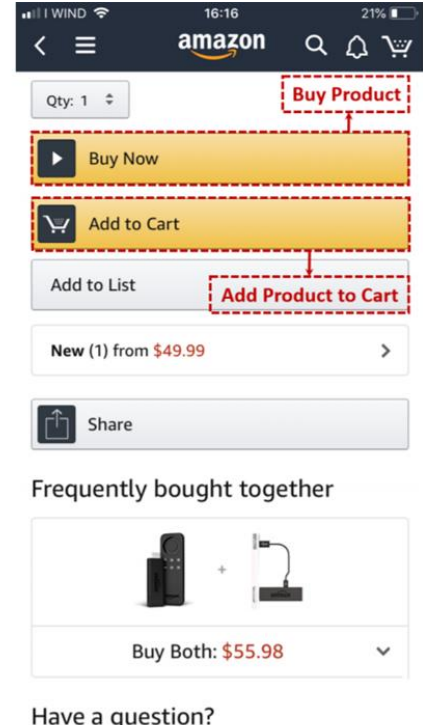 I WIND 16:16 21%
amazon
Qty: 1
Buy Product
Buy Now
Add to Cart
Add to List
Add Product to Cart
New (1) from $49.99
Share
Frequently bought together
+
Buy Both: $55.98
Have a question?